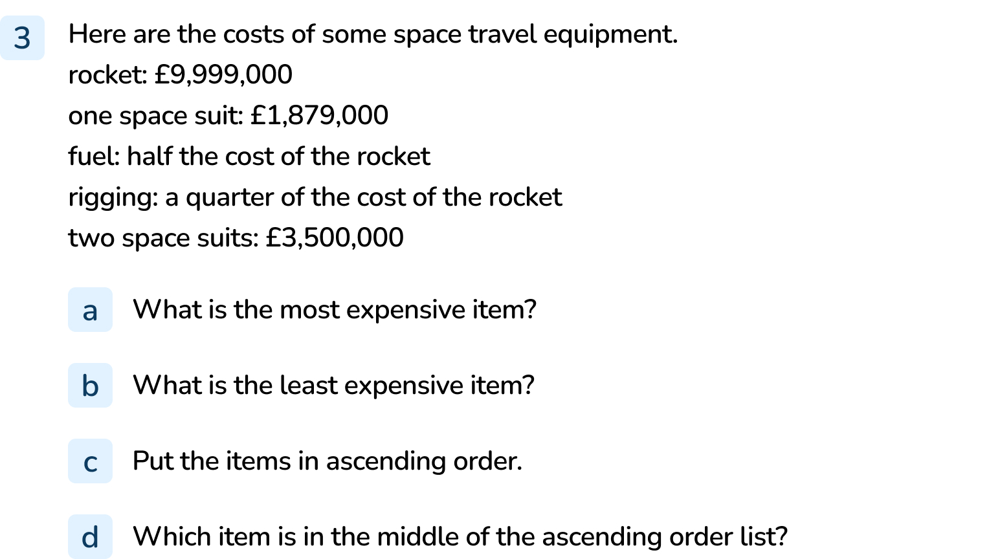 3 Here are the costs of some space travel equipment.
rocket: £9,999,000
one space suit: £1,879,000
fuel: half the cost of the rocket
rigging: a quarter of the cost of the rocket
two space suits: £3,500,000
a What is the most expensive item?
b What is the least expensive item?
c Put the items in ascending order.
d Which item is in the middle of the ascending order list?